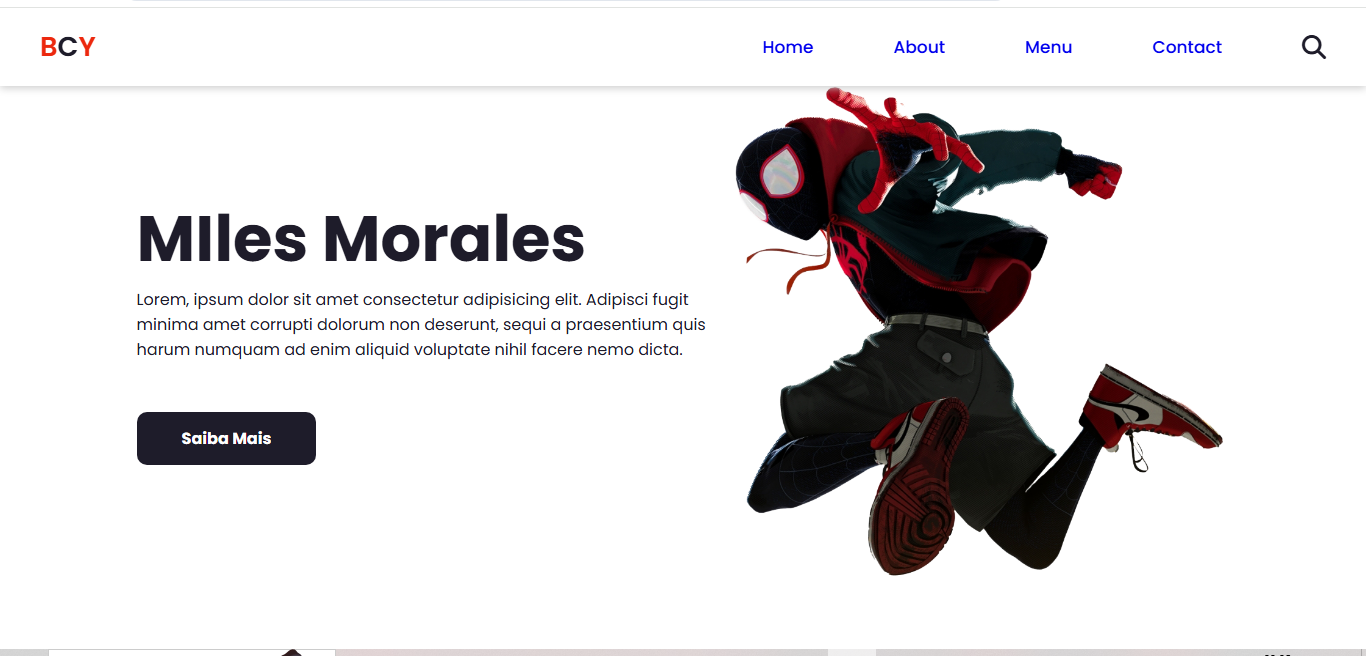 BCY
Home About Menu Contact
MIles Morales
Lorem, ipsum dolor sit amet consectetur adipisicing elit. Adipisci fugit
minima amet corrupti dolorum non deserunt, sequi a praesentium quis
harum numquam ad enim aliquid voluptate nihil facere nemo dicta.
Saiba Mais